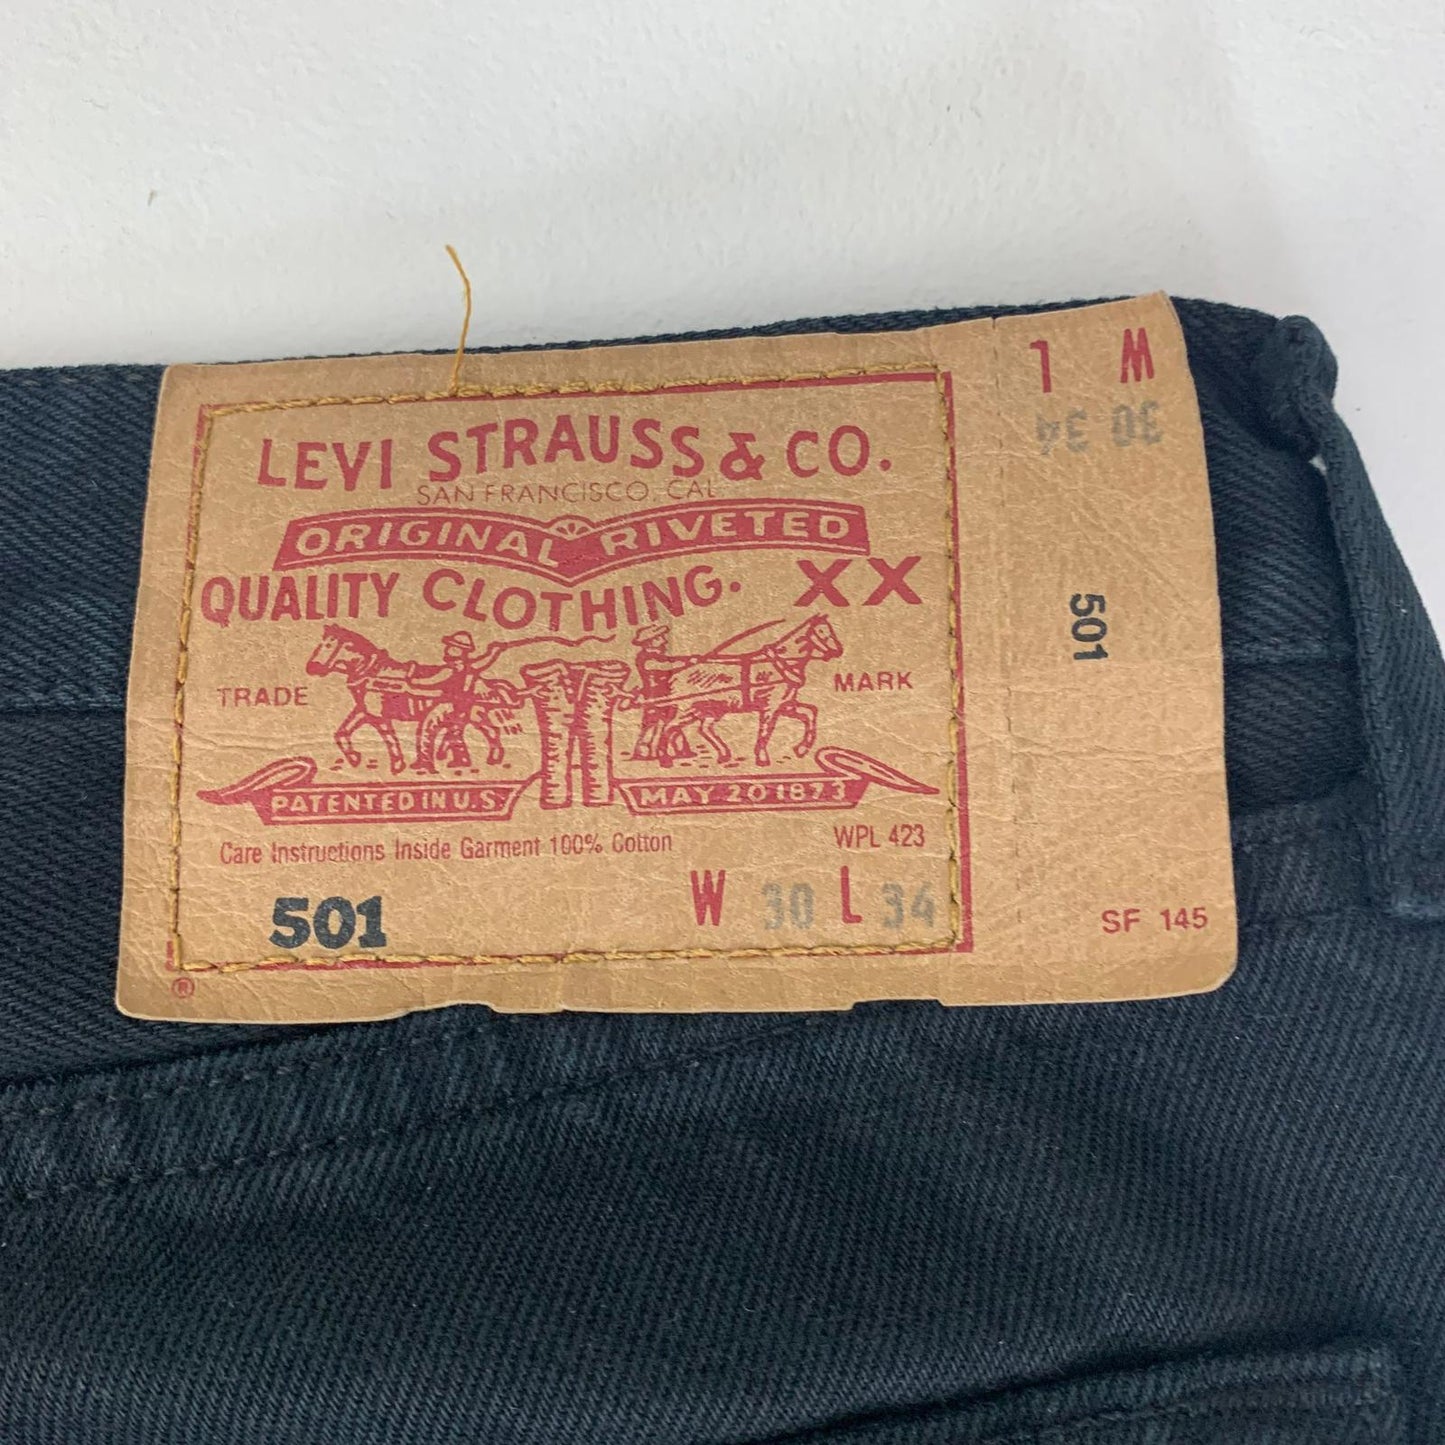 LEVI STRAUSS & CO.
SAN FRANCISCO, CAL
ORIGINAL RIVETED
QUALITY CLOTHING. XX
TRADE MARK
PATENTED IN U.S. MAY 20 1873
Care Instructions Inside Garment 100% Cotton WPL 423
501 W 30 L 34
®
W L
30 34
501
SF 145